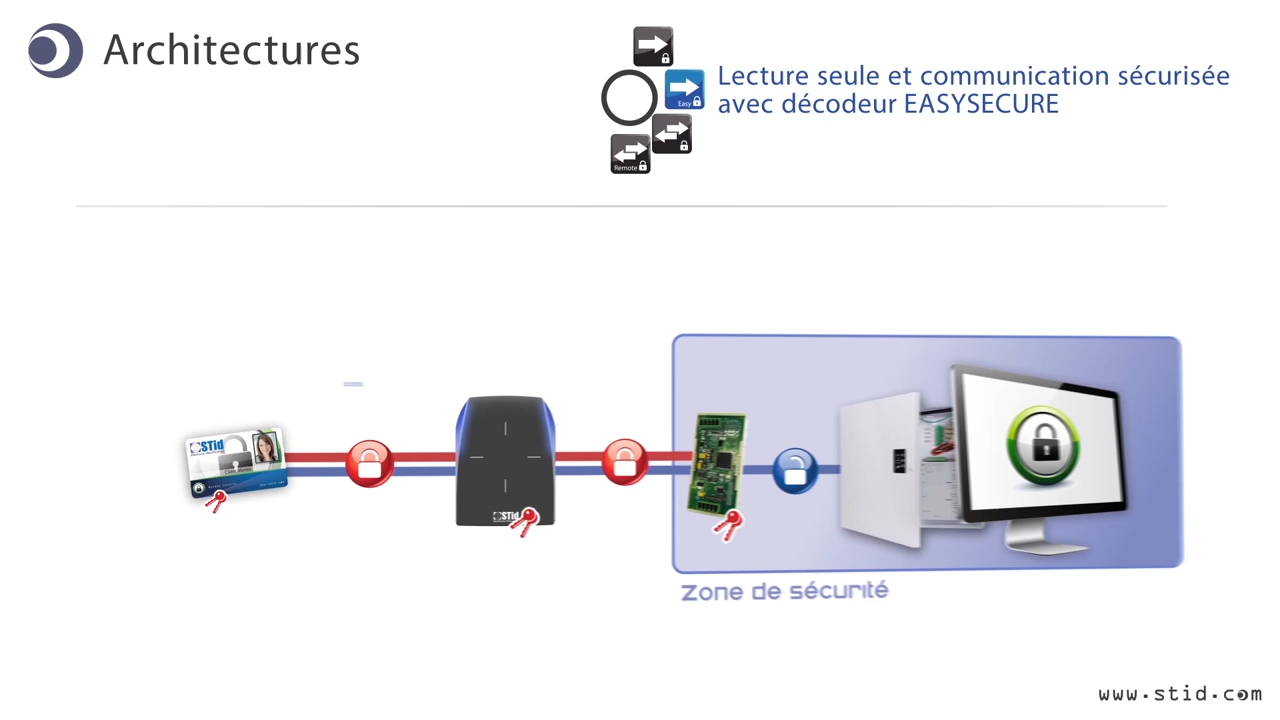 Architectures
Lecture seule et communication sécurisée
avec décodeur EASYSECURE
Easy
Remote
STid
STid
Zone de sécurité
www.stid.com